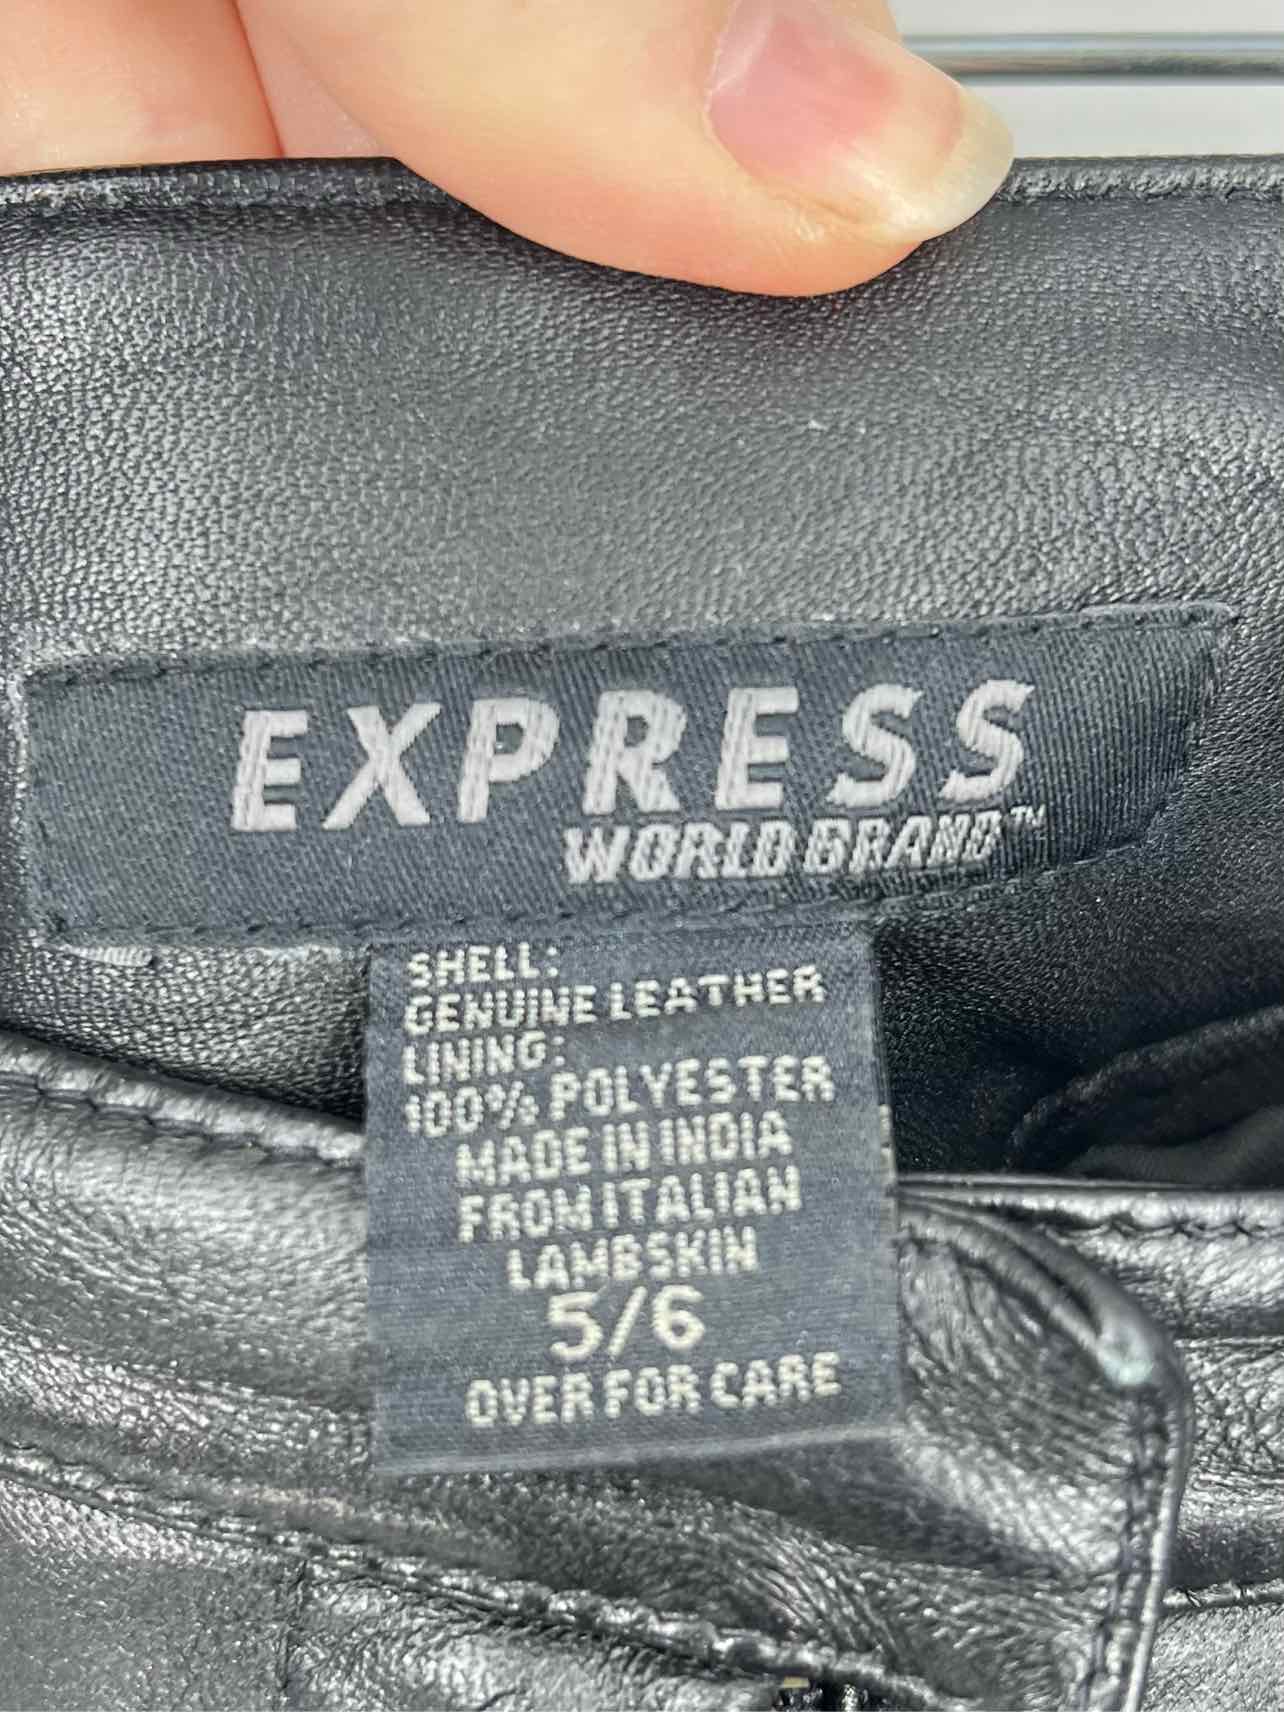 EXPRESS
WORLD BRAND™
SHELL:
GENUINE LEATHER
LINING:
100% POLYESTER
MADE IN INDIA
FROM ITALIAN
LAMBSKIN
5/6
OVER FOR CARE